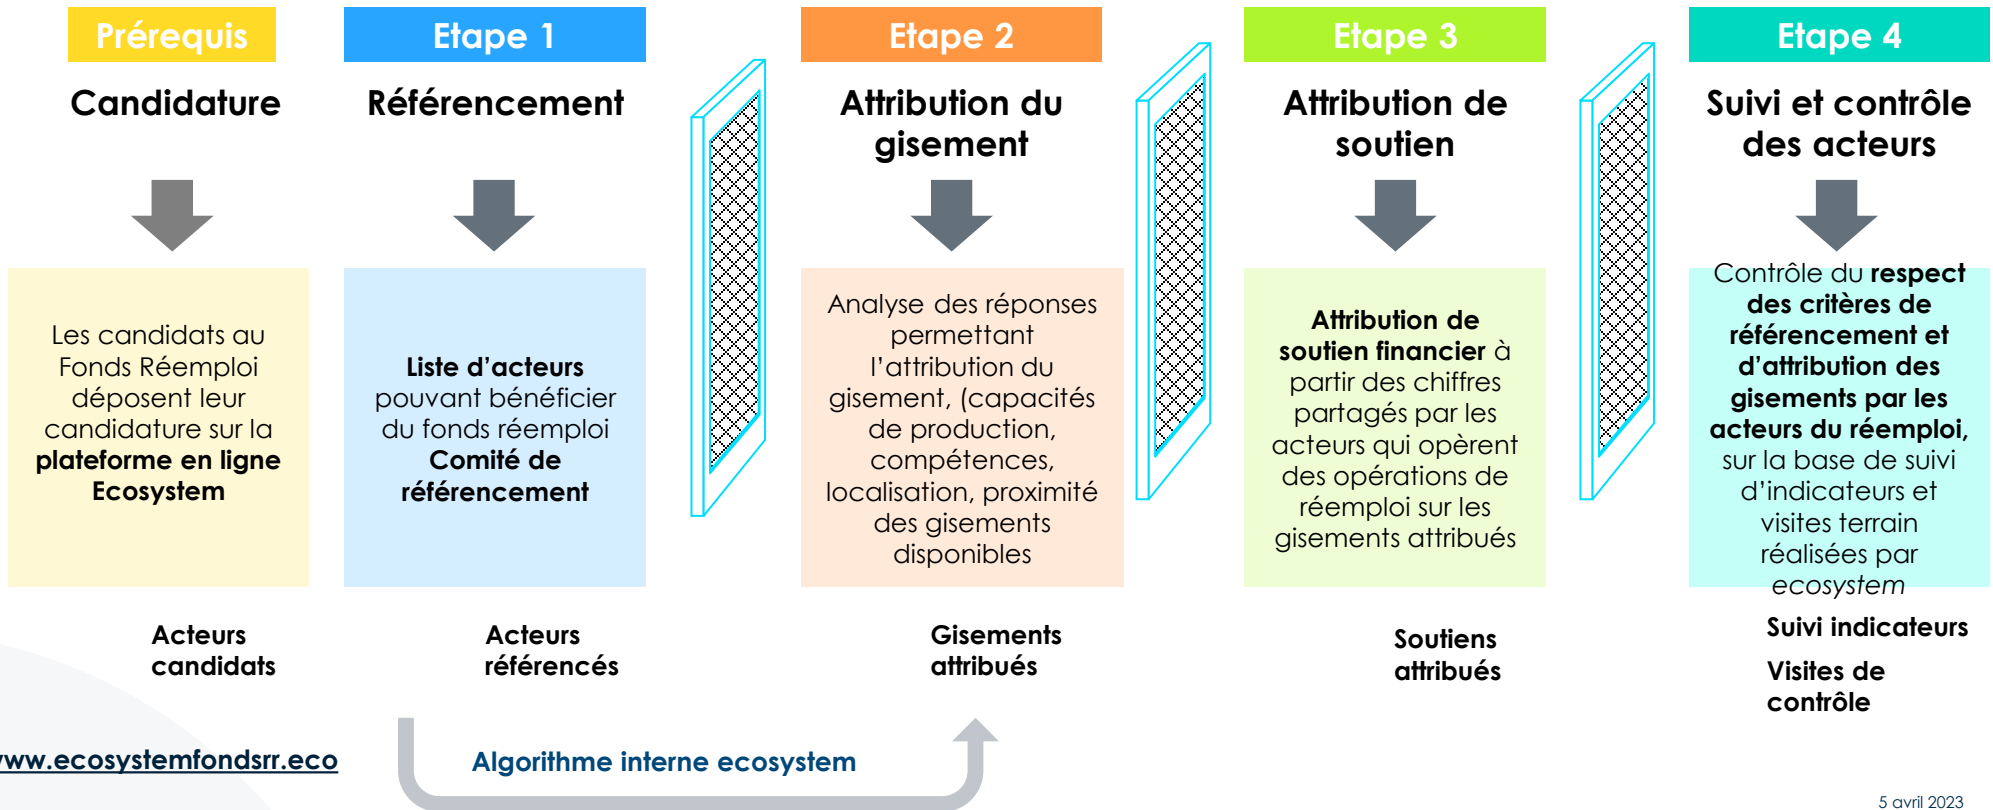 Prérequis
Candidature
Les candidats au
Fonds Réemploi
déposent leur
candidature sur la
plateforme en ligne
Ecosystem
Acteurs
candidats
Etape 1
Référencement
Liste d’acteurs
pouvant bénéficier
du fonds réemploi
Comité de
référencement
Acteurs
référencés
Etape 2
Attribution du
gisement
Analyse des réponses
permettant
l’attribution du
gisement, (capacités
de production,
compétences,
localisation, proximité
des gisements
disponibles
Gisements
attribués
Etape 3
Attribution de
soutien
Attribution de
soutien financier à
partir des chiffres
partagés par les
acteurs qui opèrent
des opérations de
réemploi sur les
gisements attribués
Soutiens
attribués
Etape 4
Suivi et contrôle
des acteurs
Contrôle du respect
des critères de
référencement et
d'attribution des
gisements par les
acteurs du réemploi,
sur la base de suivi
d’indicateurs et
visites terrain
réalisées par
ecosystem
Suivi indicateurs
Visites de
contrôle
www.ecosystemfondsrr.eco
Algorithme interne ecosystem
5 avril 2023